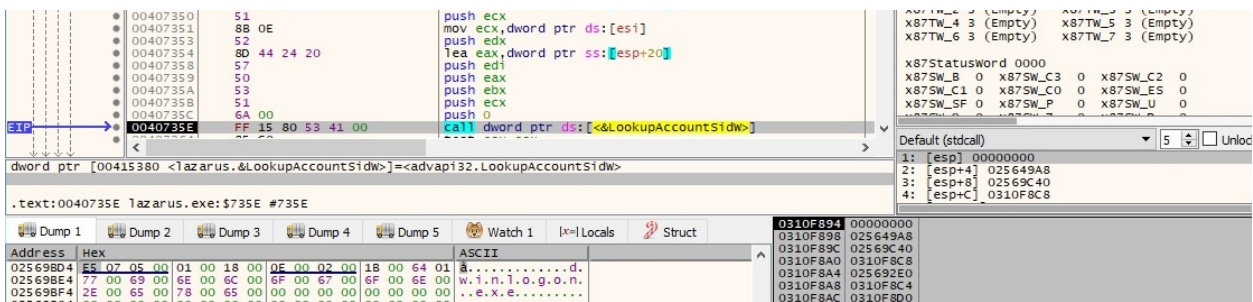 00407350 51 push ecx
00407351 8B 0E mov ecx,dword ptr ds:[esi]
00407353 52 push edx
00407354 8D 44 24 20 lea eax,dword ptr ss:[esp+20]
00407358 57 push edi
00407359 50 push eax
0040735A 53 push ebx
0040735B 51 push ecx
0040735C 6A 00 push 0
EIP 0040735E FF 15 80 53 41 00 call dword ptr ds:[<&LookupAccountSidW>]
dword ptr [00415380 <lazarus.&LookupAccountSidW>]=<advapi32.LookupAccountSidW>
.text:0040735E lazarus.exe:$735E #735E
x87TW_4 3 (Empty) x87TW_5 3 (Empty)
x87TW_6 3 (Empty) x87TW_7 3 (Empty)
x87StatusWord 0000
x87SW_B 0 x87SW_C3 0 x87SW_C2 0
x87SW_C1 0 x87SW_C0 0 x87SW_ES 0
x87SW_SF 0 x87SW_P 0 x87SW_U 0
Default (stdcall) 5 Unloc
1: [esp] 00000000
2: [esp+4] 025649A8
3: [esp+8] 02569C40
4: [esp+C] 0310F8C8
Dump 1 Dump 2 Dump 3 Dump 4 Dump 5 Watch 1 [x=] Locals Struct
Address Hex ASCII
02569BD4 E5 07 05 00 01 00 18 00 0E 00 02 00 1B 00 64 01 å.............d.
02569BE4 77 00 69 00 6E 00 6C 00 6F 00 67 00 6F 00 6E 00 w.i.n.l.o.g.o.n.
02569BF4 2E 00 65 00 78 00 65 00 00 00 00 00 00 00 00 00 ..e.x.e.........
0310F894 00000000
0310F898 025649A8
0310F89C 02569C40
0310F8A0 0310F8C8
0310F8A4 025692E0
0310F8A8 0310F8C4
0310F8AC 0310F8D0